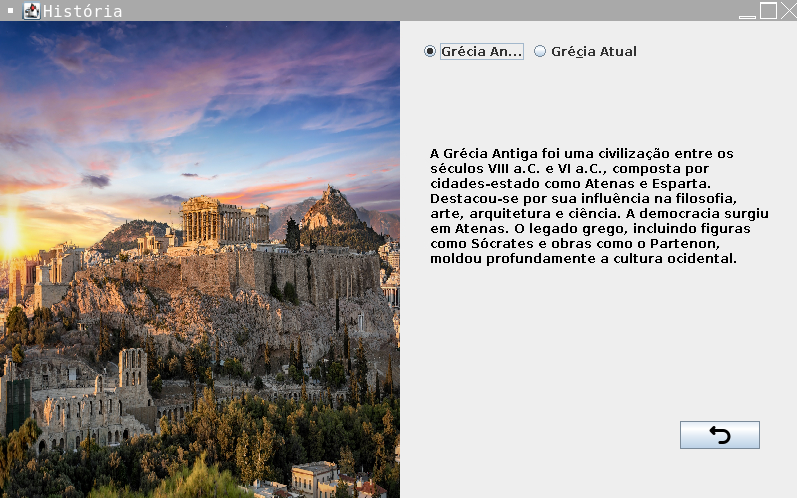 História
Grécia An... Grécia Atual
A Grécia Antiga foi uma civilização entre os
séculos VIII a.C. e VI a.C., composta por
cidades-estado como Atenas e Esparta.
Destacou-se por sua influência na filosofia,
arte, arquitetura e ciência. A democracia surgiu
em Atenas. O legado grego, incluindo figuras
como Sócrates e obras como o Partenon,
moldou profundamente a cultura ocidental.